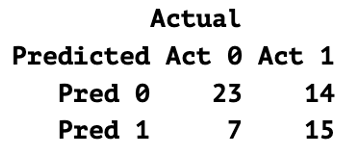 Actual
Predicted Act 0 Act 1
Pred 0 23 14
Pred 1 7 15